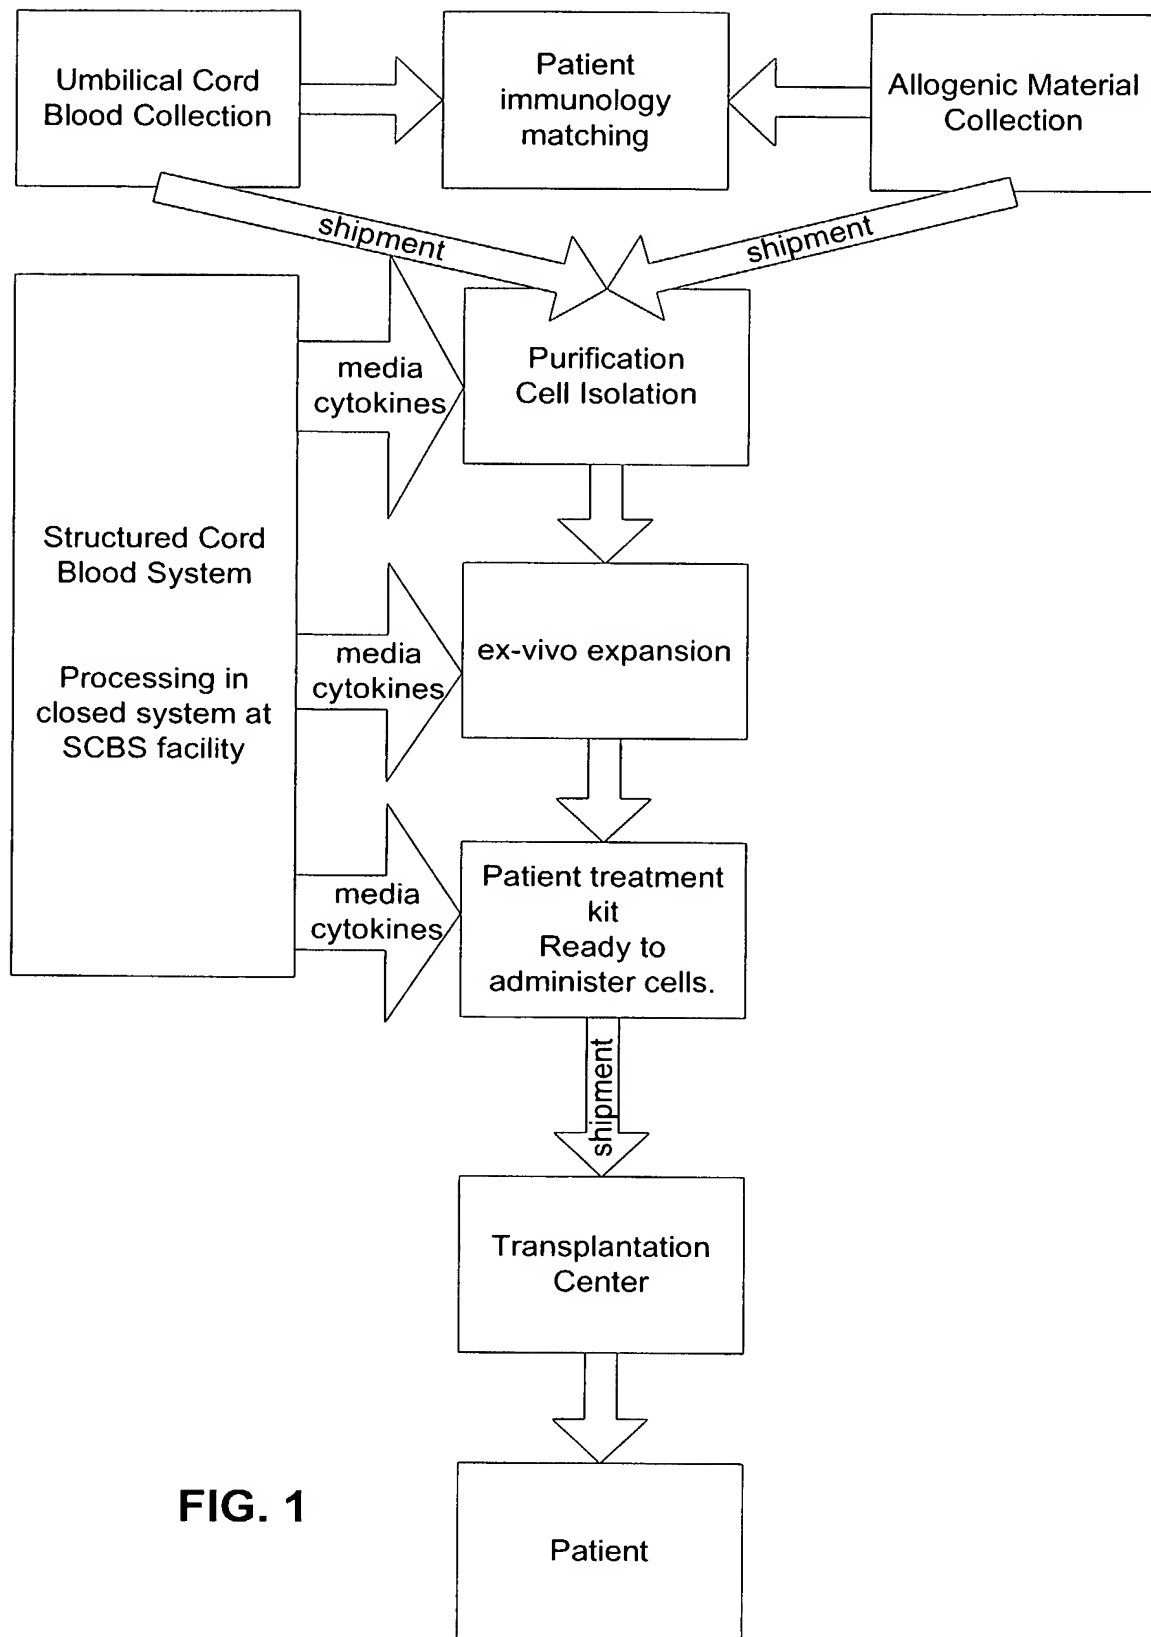 Umbilical Cord
Blood Collection
Patient
immunology
matching
Allogenic Material
Collection
shipment
shipment
media
cytokines
Purification
Cell Isolation
Structured Cord
Blood System
Processing in
closed system at
SCBS facility
media
cytokines
ex-vivo expansion
media
cytokines
Patient treatment
kit
Ready to
administer cells.
shipment
Transplantation
Center
FIG. 1
Patient